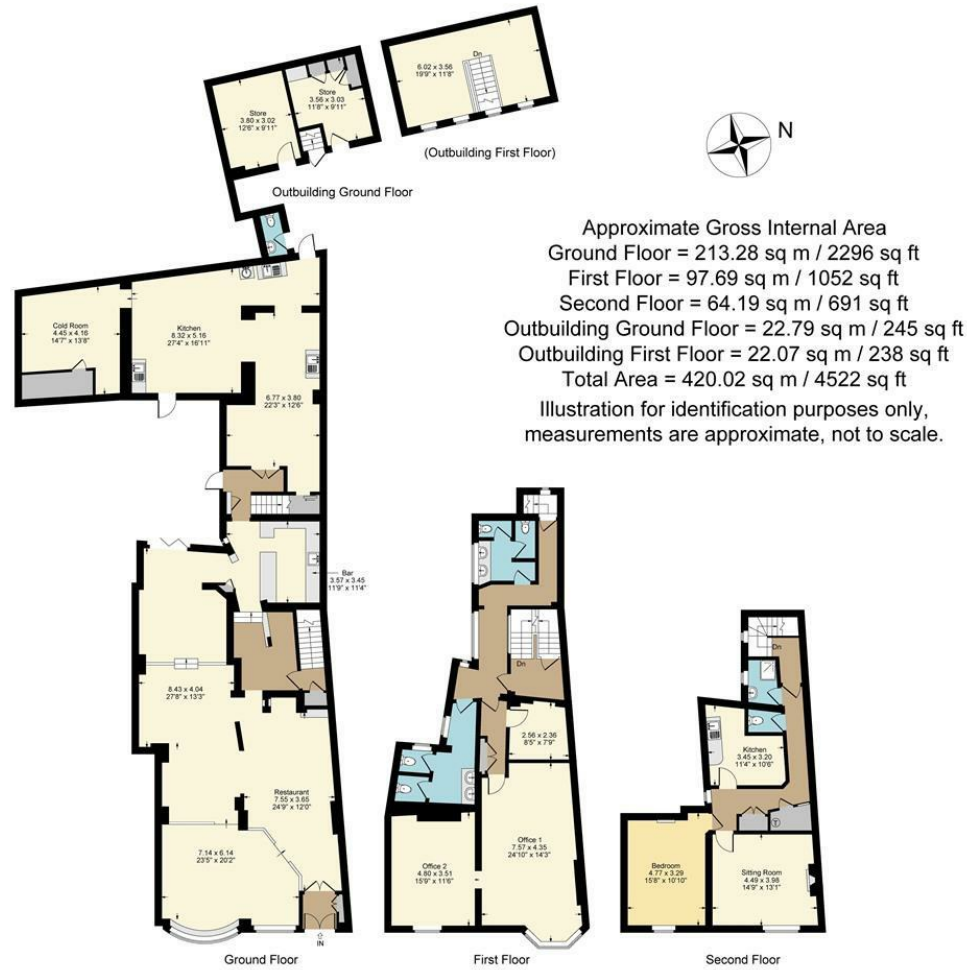 Store
3.80 x 3.02
12'6" x 9'11"
Store
3.56 x 3.03
11'8" x 9'11"
Dn
6.02 x 3.56
19'9" x 11'8"
(Outbuilding First Floor)
Outbuilding Ground Floor
N
Approximate Gross Internal Area
Ground Floor = 213.28 sq m / 2296 sq ft
First Floor = 97.69 sq m / 1052 sq ft
Second Floor = 64.19 sq m / 691 sq ft
Outbuilding Ground Floor = 22.79 sq m / 245 sq ft
Outbuilding First Floor = 22.07 sq m / 238 sq ft
Total Area = 420.02 sq m / 4522 sq ft
Illustration for identification purposes only,
measurements are approximate, not to scale.
Cold Room
4.45 x 4.16
14'7" x 13'8"
Kitchen
8.32 x 5.16
27'4" x 16'11"
6.77 x 3.80
22'3" x 12'6"
Bar
3.57 x 3.45
11'9" x 11'4"
8.43 x 4.04
27'8" x 13'3"
Restaurant
7.55 x 3.65
24'9" x 12'0"
7.14 x 6.14
23'5" x 20'2"
IN
Ground Floor
Dn
2.56 x 2.36
8'5" x 7'9"
Office 1
7.57 x 4.35
24'10" x 14'3"
Office 2
4.80 x 3.51
15'9" x 11'6"
First Floor
Dn
Kitchen
3.45 x 3.20
11'4" x 10'6"
T
Bedroom
4.77 x 3.29
15'8" x 10'10"
Sitting Room
4.49 x 3.98
14'9" x 13'1"
Second Floor